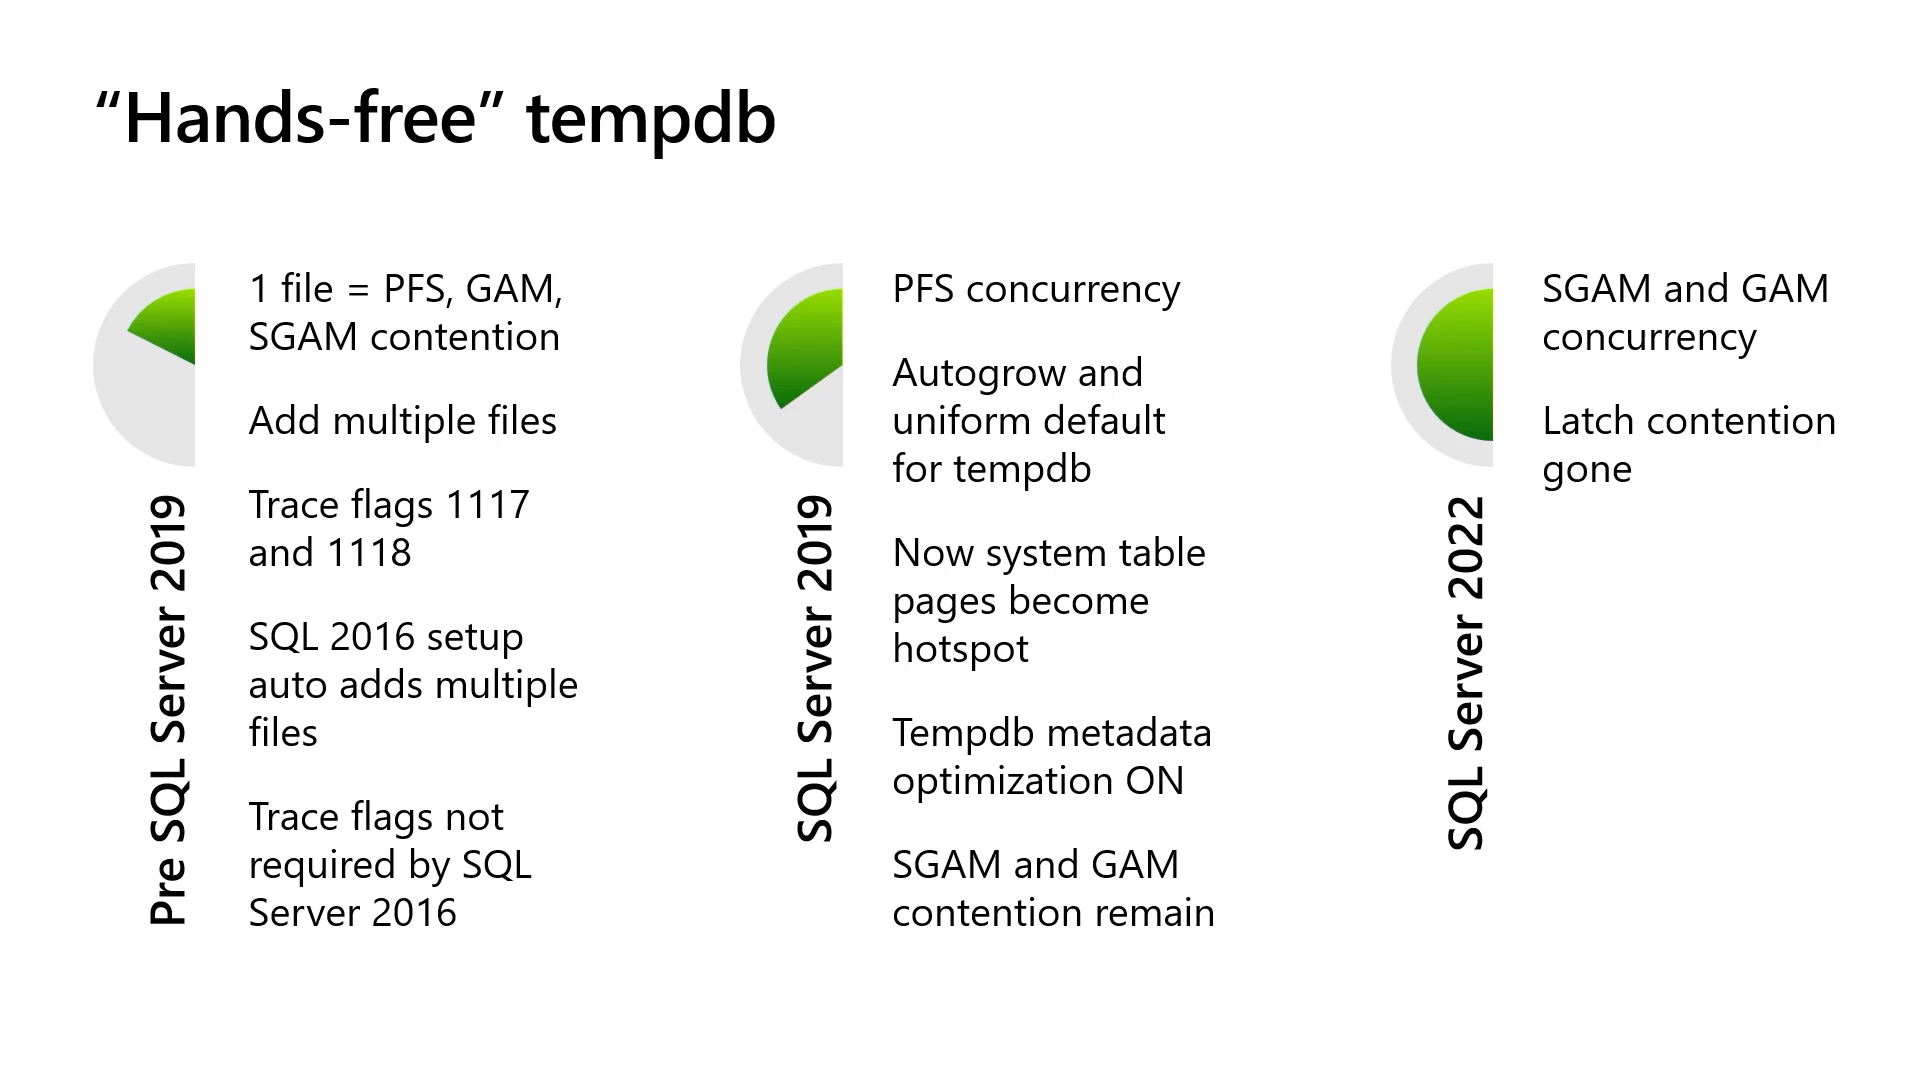 “Hands-free” tempdb
Pre SQL Server 2019
1 file = PFS, GAM,
SGAM contention
Add multiple files
Trace flags 1117
and 1118
SQL 2016 setup
auto adds multiple
files
Trace flags not
required by SQL
Server 2016
SQL Server 2019
PFS concurrency
Autogrow and
uniform default
for tempdb
Now system table
pages become
hotspot
Tempdb metadata
optimization ON
SGAM and GAM
contention remain
SQL Server 2022
SGAM and GAM
concurrency
Latch contention
gone